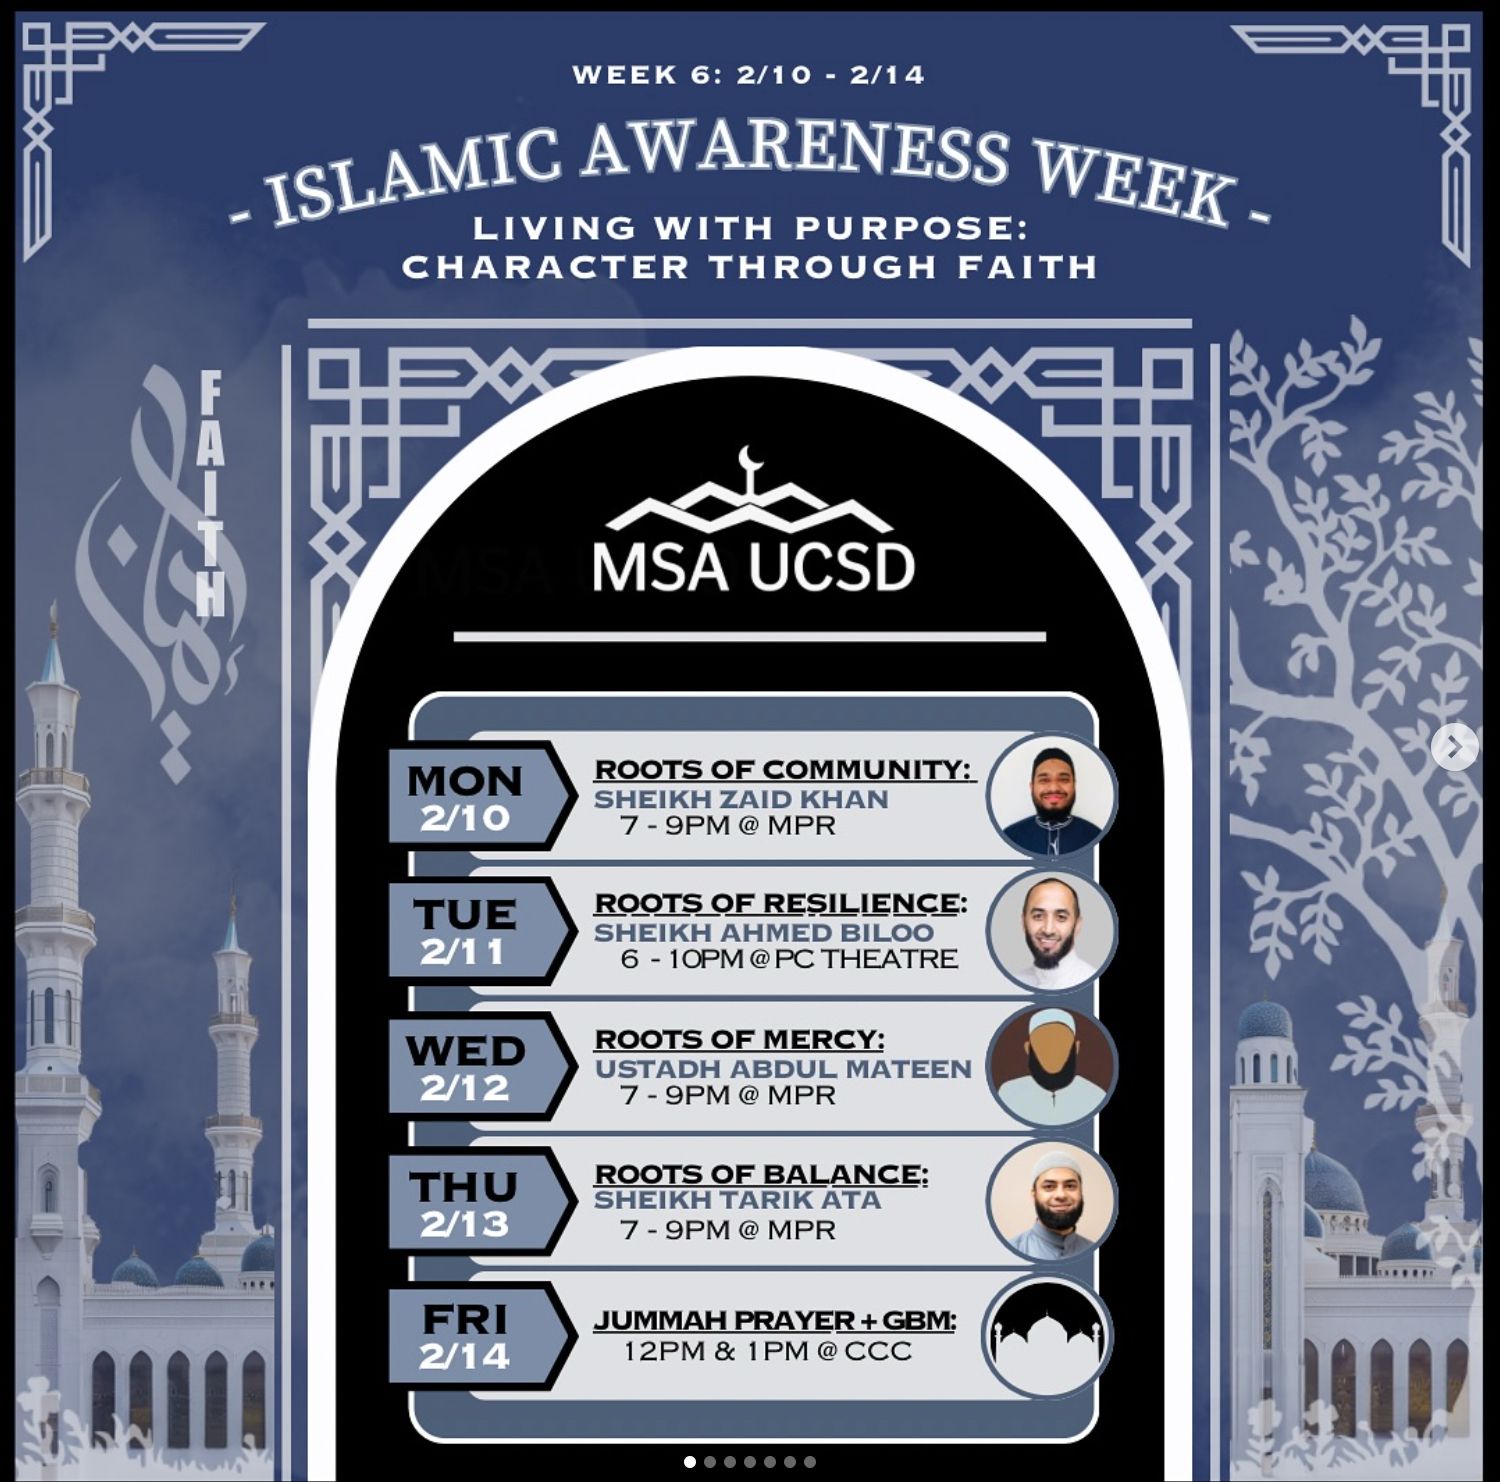 WEEK 6: 2/10 - 2/14
- ISLAMIC AWARENESS WEEK -
LIVING WITH PURPOSE:
CHARACTER THROUGH FAITH
FAITH
إيمان
MSA UCSD
MON
2/10
ROOTS OF COMMUNITY:
SHEIKH ZAID KHAN
7 - 9PM @ MPR
TUE
2/11
ROOTS OF RESILIENCE:
SHEIKH AHMED BILOO
6 - 10PM @ PC THEATRE
WED
2/12
ROOTS OF MERCY:
USTADH ABDUL MATEEN
7 - 9PM @ MPR
THU
2/13
ROOTS OF BALANCE:
SHEIKH TARIK ATA
7 - 9PM @ MPR
FRI
2/14
JUMMAH PRAYER + GBM:
12PM & 1PM @ CCC